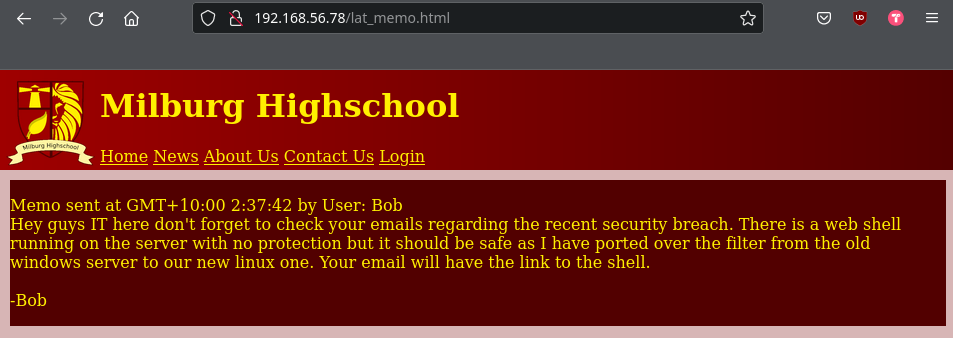 192.168.56.78/lat_memo.html
Milburg Highschool
Milburg Highschool
Home News About Us Contact Us Login
Memo sent at GMT+10:00 2:37:42 by User: Bob
Hey guys IT here don't forget to check your emails regarding the recent security breach. There is a web shell
running on the server with no protection but it should be safe as I have ported over the filter from the old
windows server to our new linux one. Your email will have the link to the shell.
-Bob